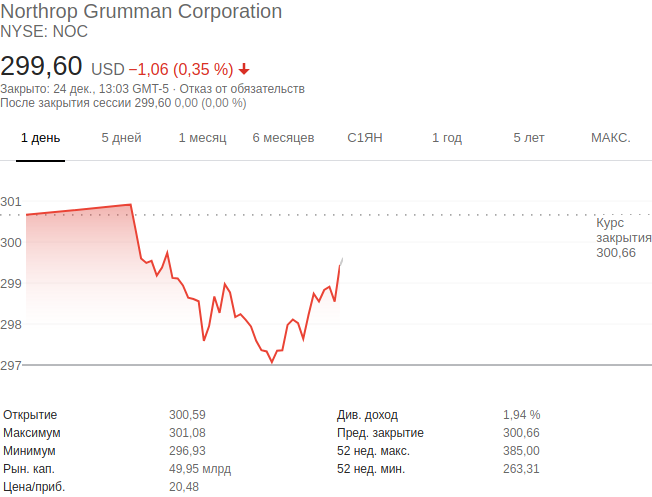 Northrop Grumman Corporation
NYSE: NOC
299,60 USD −1,06 (0,35 %)
Закрыто: 24 дек., 13:03 GMT-5 · Отказ от обязательств
После закрытия сессии 299,60 0,00 (0,00 %)
1 день 5 дней 1 месяц 6 месяцев С1ЯН 1 год 5 лет МАКС.
301
Курс
закрытия
300,66
300
299
298
297
Открытие 300,59 Див. доход 1,94 %
Максимум 301,08 Пред. закрытие 300,66
Минимум 296,93 52 нед. макс. 385,00
Рын. кап. 49,95 млрд 52 нед. мин. 263,31
Цена/приб. 20,48